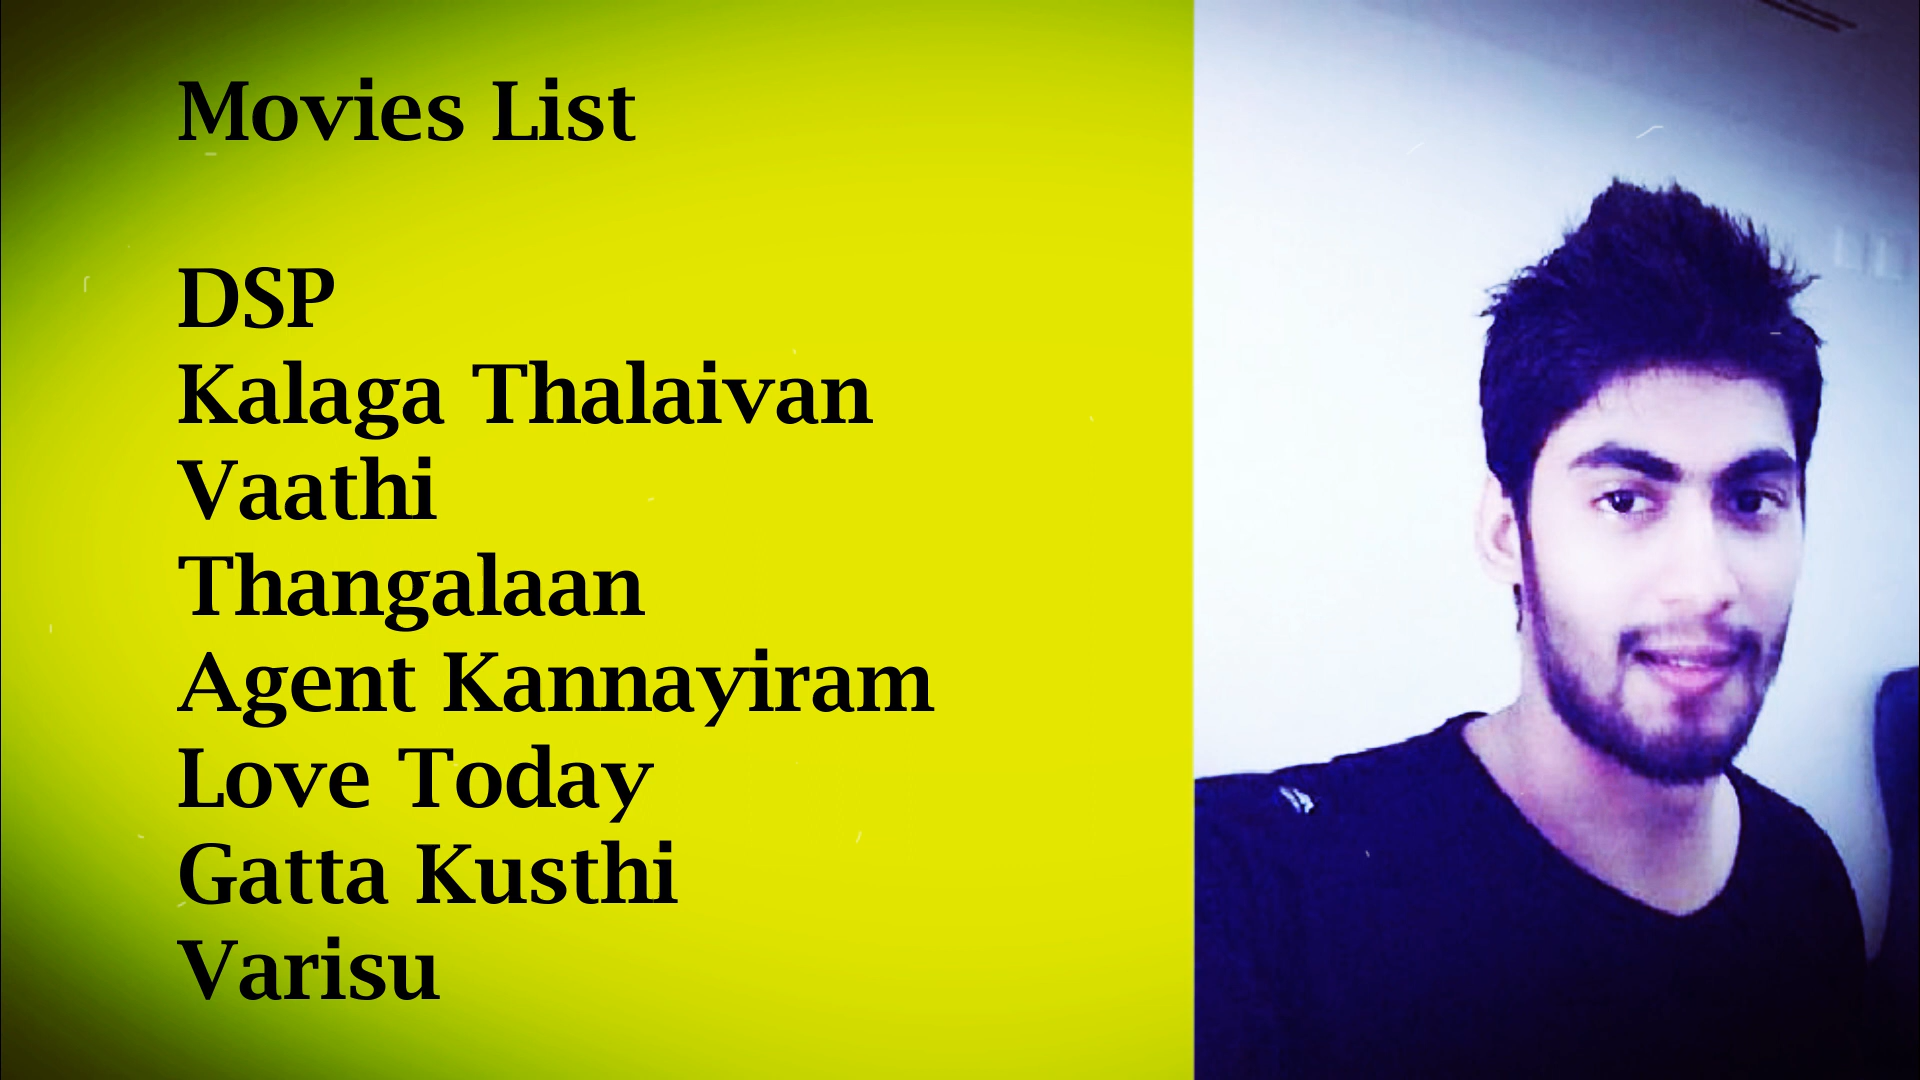 Movies List
DSP
Kalaga Thalaivan
Vaathi
Thangalaan
Agent Kannayiram
Love Today
Gatta Kusthi
Varisu